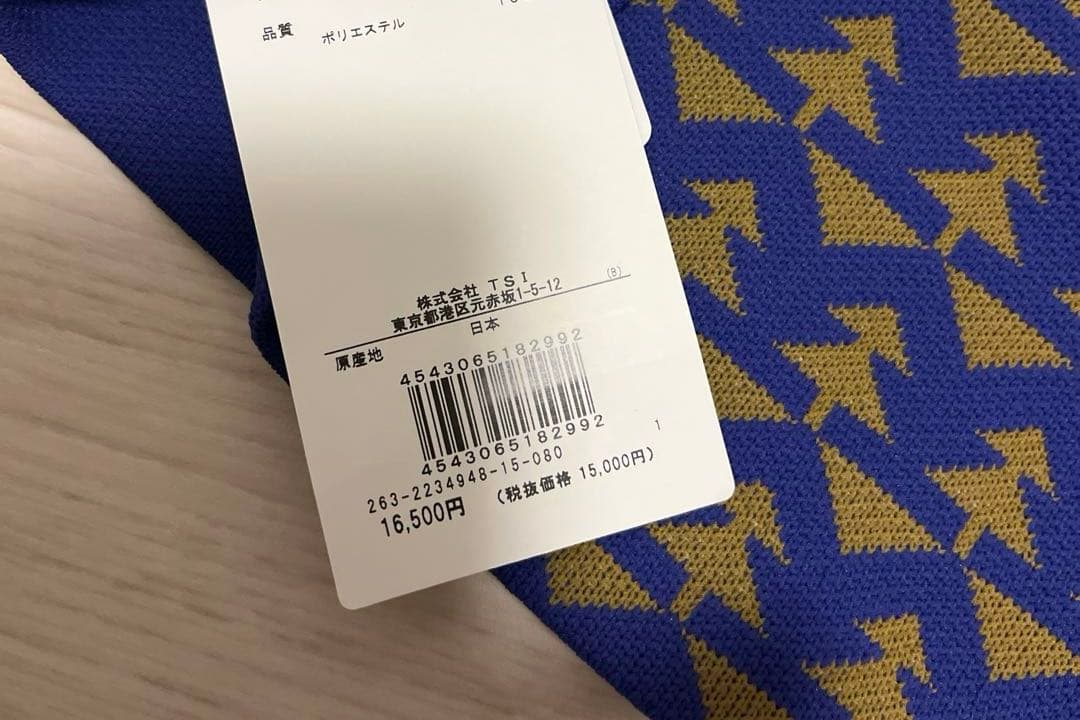 品質 ポリエステル
株式会社 TSI
東京都港区元赤坂1-5-12 (8)
原産地 日本
4543065182992
4543065182992
1
263-2234948-15-080
16,500円 (税抜価格 15,000円)